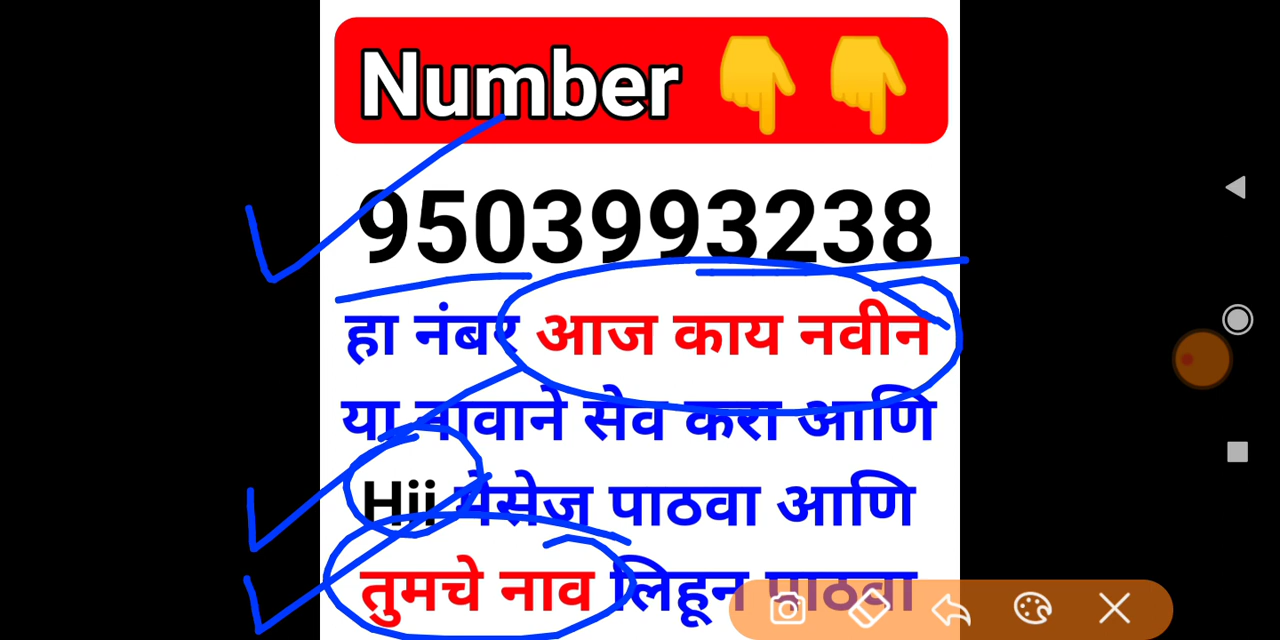 Number 👇 👇
9503993238
हा नंबर आज काय नवीन
या नावाने सेव करा आणि
Hii मेसेज पाठवा आणि
तुमचे नाव लिहून पाठवा